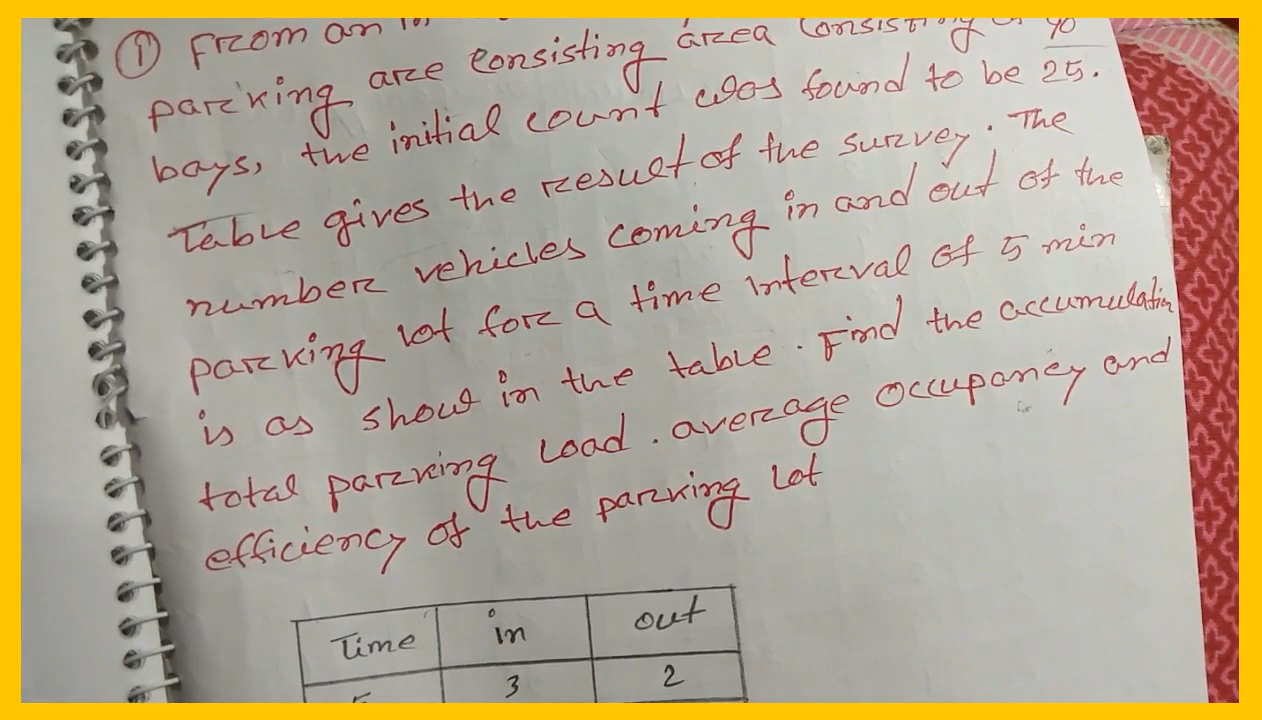 ① From an
parking are Consisting area Consisting 40
bays, the initial count was found to be 25.
Table gives the result of the survey. The
number vehicles coming in and out of the
parking lot for a time interval of 5 min
is as show in the table. Find the accumulation
total parking load. average occupancy and
efficiency of the parking lot
Time in out
5 3 2